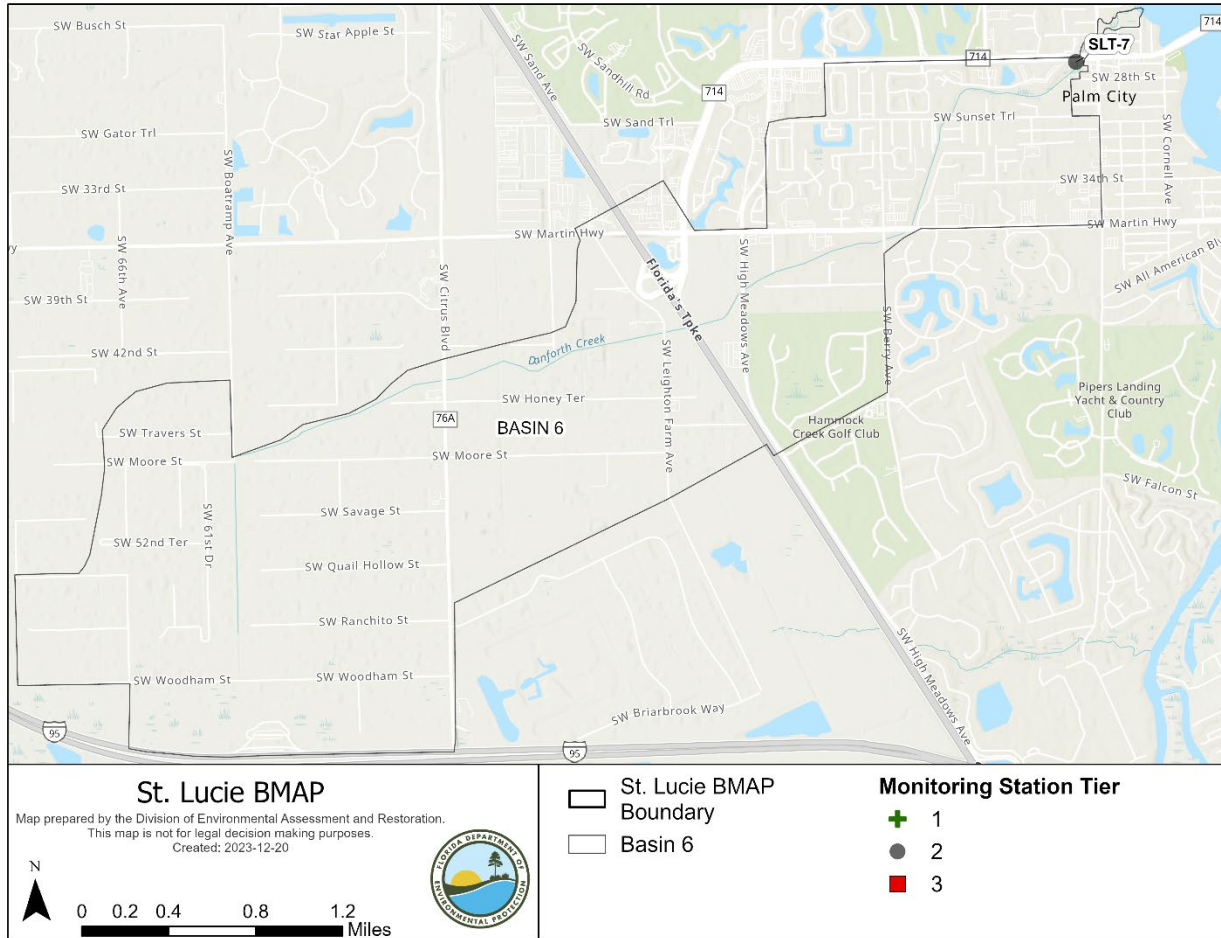 SW Busch St
SW Star Apple St
SW Sand Ave
SW Sandhill Rd
714
714
714
SLT-7
SW 28th St
Palm City
SW Gator Trl
SW Boatramp Ave
SW Sand Trl
SW Sunset Trl
SW Cornell Ave
SW 33rd St
SW 34th St
SW 66th Ave
SW Martin Hwy
SW Martin Hwy
wy
SW 39th St
SW Citrus Blvd
Florida's Tpke
SW High Meadows Ave
SW All American Blv
SW 42nd St
Danforth Creek
SW Berry Ave
SW Leighton Farm Ave
SW Honey Ter
Pipers Landing
Yacht & Country
Club
76A
BASIN 6
Hammock
Creek Golf Club
SW Travers St
SW Moore St
SW Moore St
SW Falcon St
SW 61st Dr
SW Savage St
SW 52nd Ter
SW Quail Hollow St
SW Ranchito St
SW High Meadows Ave
SW Woodham St
SW Woodham St
SW Briarbrook Way
95
95
St. Lucie BMAP
Map prepared by the Division of Environmental Assessment and Restoration.
This map is not for legal decision making purposes.
Created: 2023-12-20
N
0 0.2 0.4 0.8 1.2
Miles
FLORIDA DEPARTMENT OF
ENVIRONMENTAL PROTECTION
St. Lucie BMAP
Boundary
Basin 6
Monitoring Station Tier
1
2
3